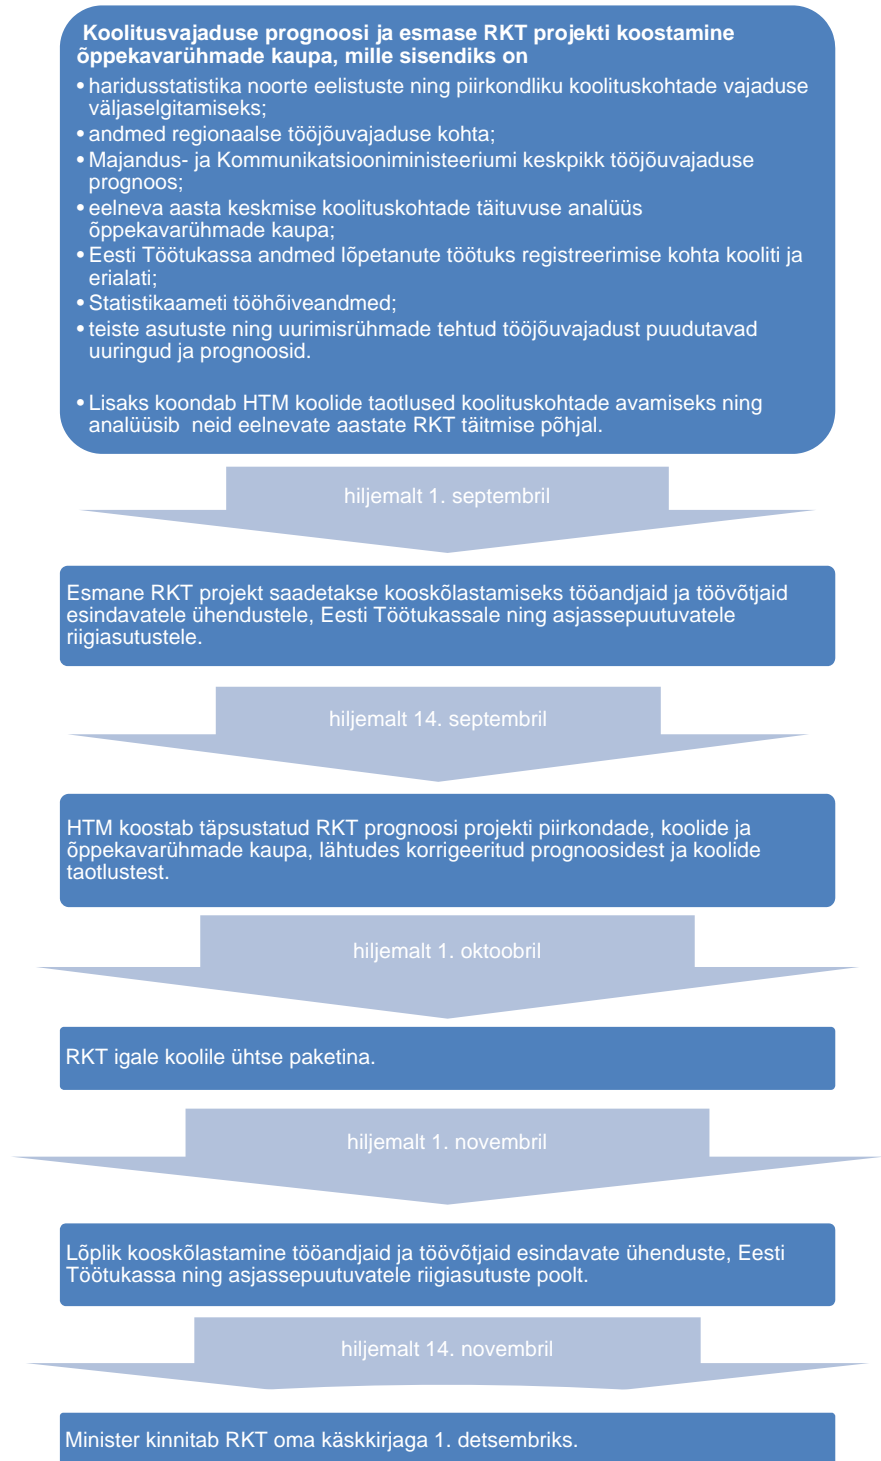 Koolitusvajaduse prognoosi ja esmase RKT projekti koostamine
õppekavarühmade kaupa, mille sisendiks on
• haridusstatistika noorte eelistuste ning piirkondliku koolituskohtade vajaduse
väljaselgitamiseks;
• andmed regionaalse tööjõuvajaduse kohta;
• Majandus- ja Kommunikatsiooniministeeriumi keskpikk tööjõuvajaduse
prognoos;
• eelneva aasta keskmise koolituskohtade täituvuse analüüs
õppekavarühmade kaupa;
• Eesti Töötukassa andmed lõpetanute töötuks registreerimise kohta kooliti ja
erialati;
• Statistikaameti tööhõiveandmed;
• teiste asutuste ning uurimisrühmade tehtud tööjõuvajadust puudutavad
uuringud ja prognoosid.
• Lisaks koondab HTM koolide taotlused koolituskohtade avamiseks ning
analüüsib neid eelnevate aastate RKT täitmise põhjal.
hiljemalt 1. septembril
Esmane RKT projekt saadetakse kooskõlastamiseks tööandjaid ja töövõtjaid
esindavatele ühendustele, Eesti Töötukassale ning asjassepuutuvatele
riigiasutustele.
hiljemalt 14. septembril
HTM koostab täpsustatud RKT prognoosi projekti piirkondade, koolide ja
õppekavarühmade kaupa, lähtudes korrigeeritud prognoosidest ja koolide
taotlustest.
hiljemalt 1. oktoobril
RKT igale koolile ühtse paketina.
hiljemalt 1. novembril
Lõplik kooskõlastamine tööandjaid ja töövõtjaid esindavate ühenduste, Eesti
Töötukassa ning asjassepuutuvatele riigiasutuste poolt.
hiljemalt 14. novembril
Minister kinnitab RKT oma käskkirjaga 1. detsembriks.